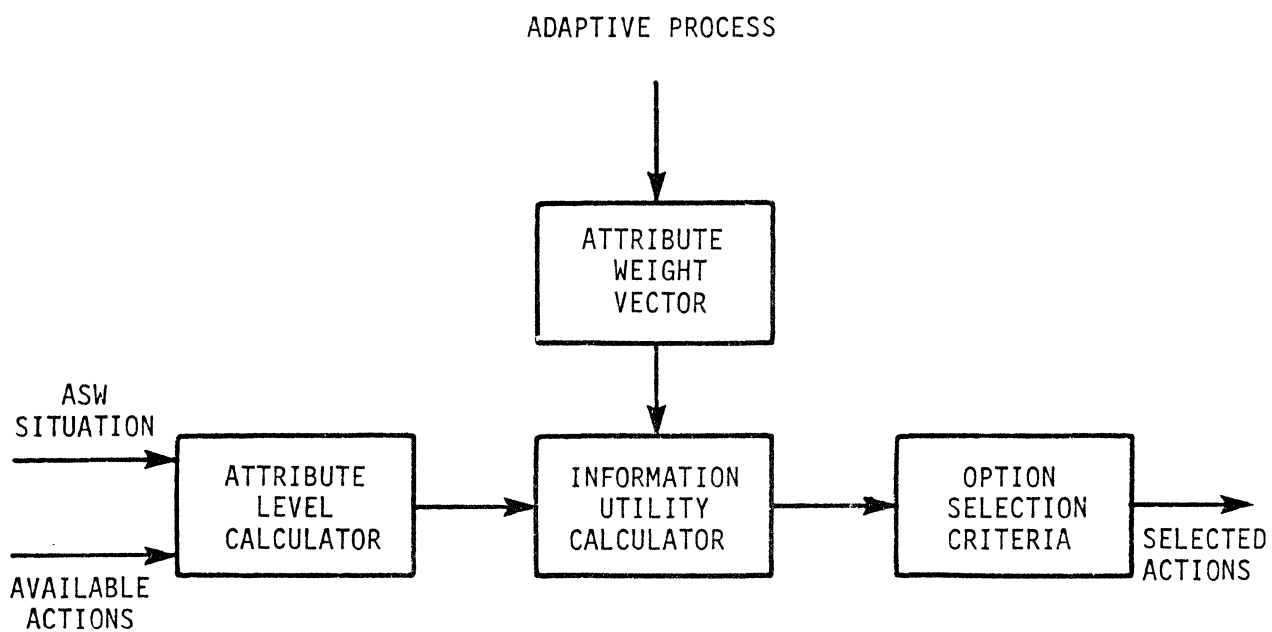 ADAPTIVE PROCESS
ATTRIBUTE
WEIGHT
VECTOR
ASW
SITUATION
AVAILABLE
ACTIONS
ATTRIBUTE
LEVEL
CALCULATOR
INFORMATION
UTILITY
CALCULATOR
OPTION
SELECTION
CRITERIA
SELECTED
ACTIONS